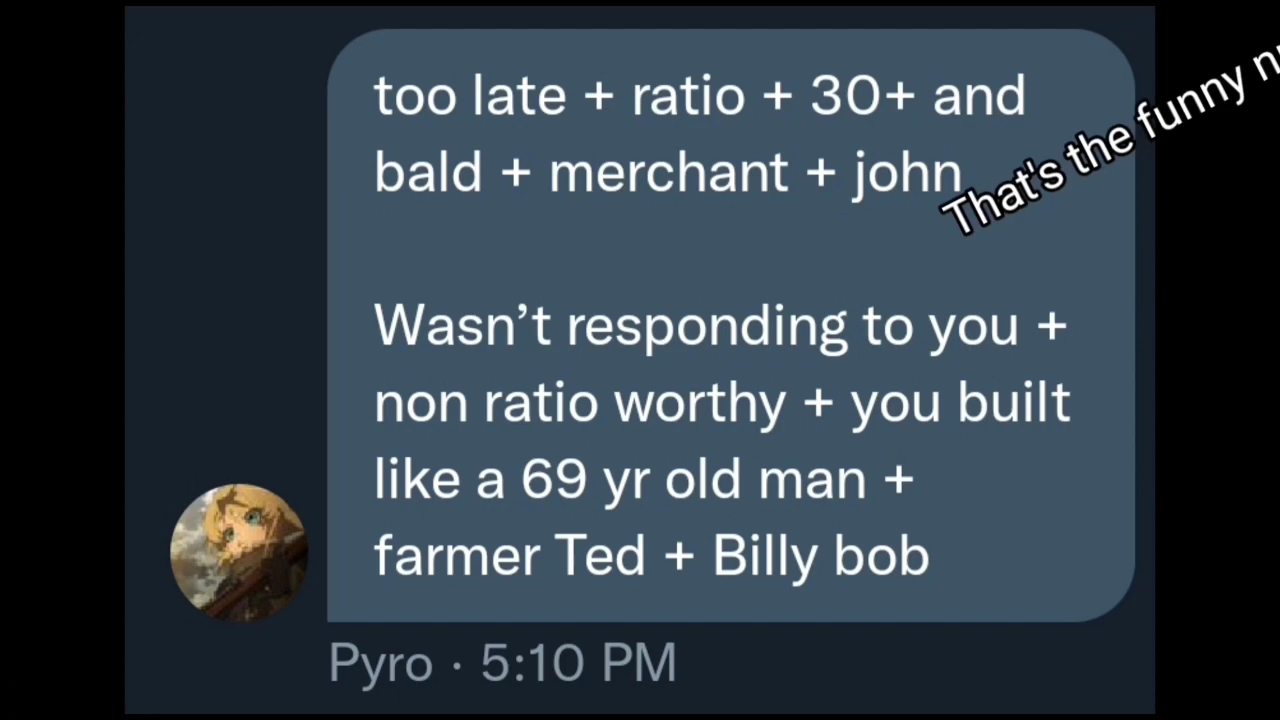 too late + ratio + 30+ and
bald + merchant + john
That's the funny
Wasn't responding to you +
non ratio worthy + you built
like a 69 yr old man +
farmer Ted + Billy bob
Pyro · 5:10 PM